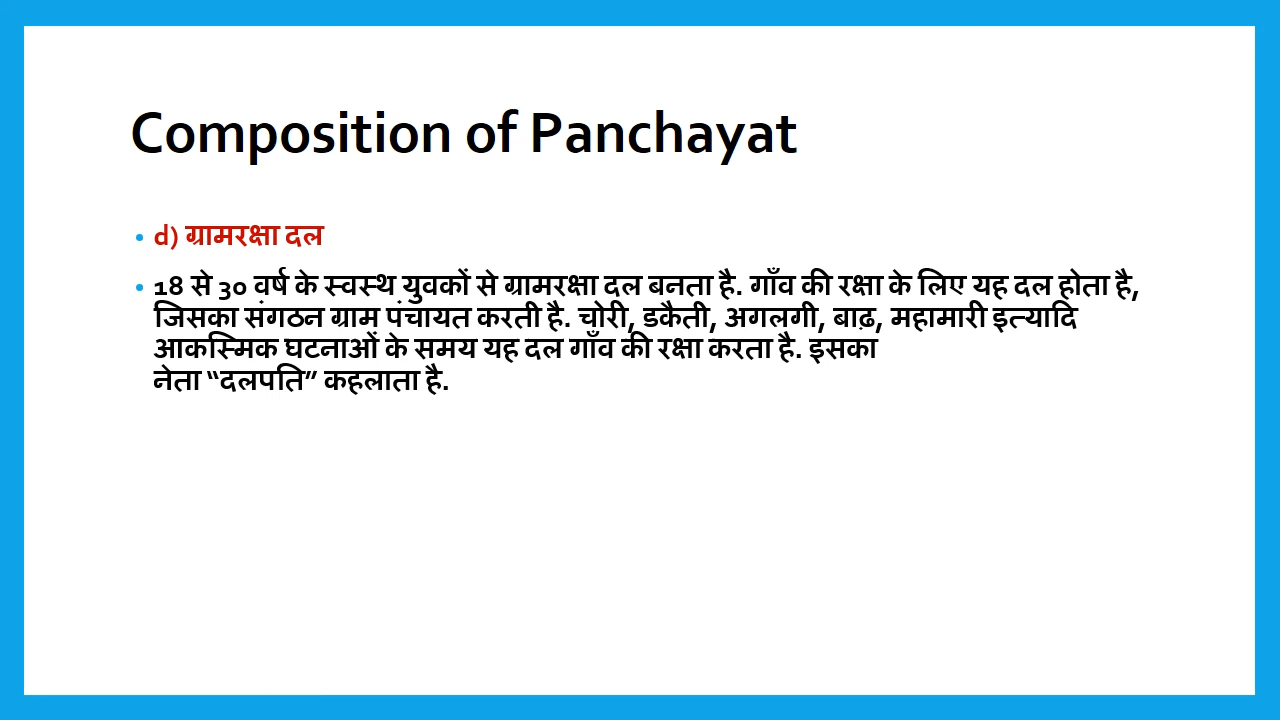 Composition of Panchayat
• d) ग्रामरक्षा दल
• 18 से 30 वर्ष के स्वस्थ युवकों से ग्रामरक्षा दल बनता है. गाँव की रक्षा के लिए यह दल होता है,
जिसका संगठन ग्राम पंचायत करती है. चोरी, डकैती, अगलगी, बाढ़, महामारी इत्यादि
आकस्मिक घटनाओं के समय यह दल गाँव की रक्षा करता है. इसका
नेता “दलपति” कहलाता है.